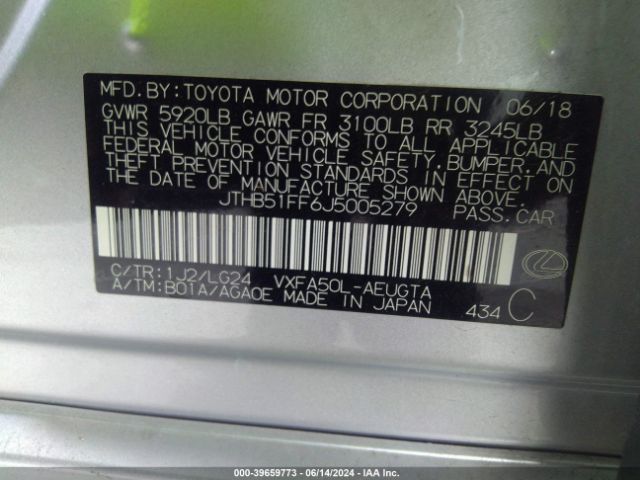 MFD.BY:TOYOTA MOTOR CORPORATION 06/18
GVWR 5920LB GAWR FR 3100LB RR 3245LB
THIS VEHICLE CONFORMS TO ALL APPLICABLE
FEDERAL MOTOR VEHICLE SAFETY,BUMPER,AND
THEFT PREVENTION STANDARDS IN EFFECT ON
THE DATE OF MANUFACTURE SHOWN ABOVE.
JTHB51FF6J5005279 PASS.CAR
C/TR:1J2/LG24 VXFA50L-AEUGTA
A/TM:B01A/AGA0E MADE IN JAPAN 434 C
000-39659773 - 06/14/2024 - IAA Inc.